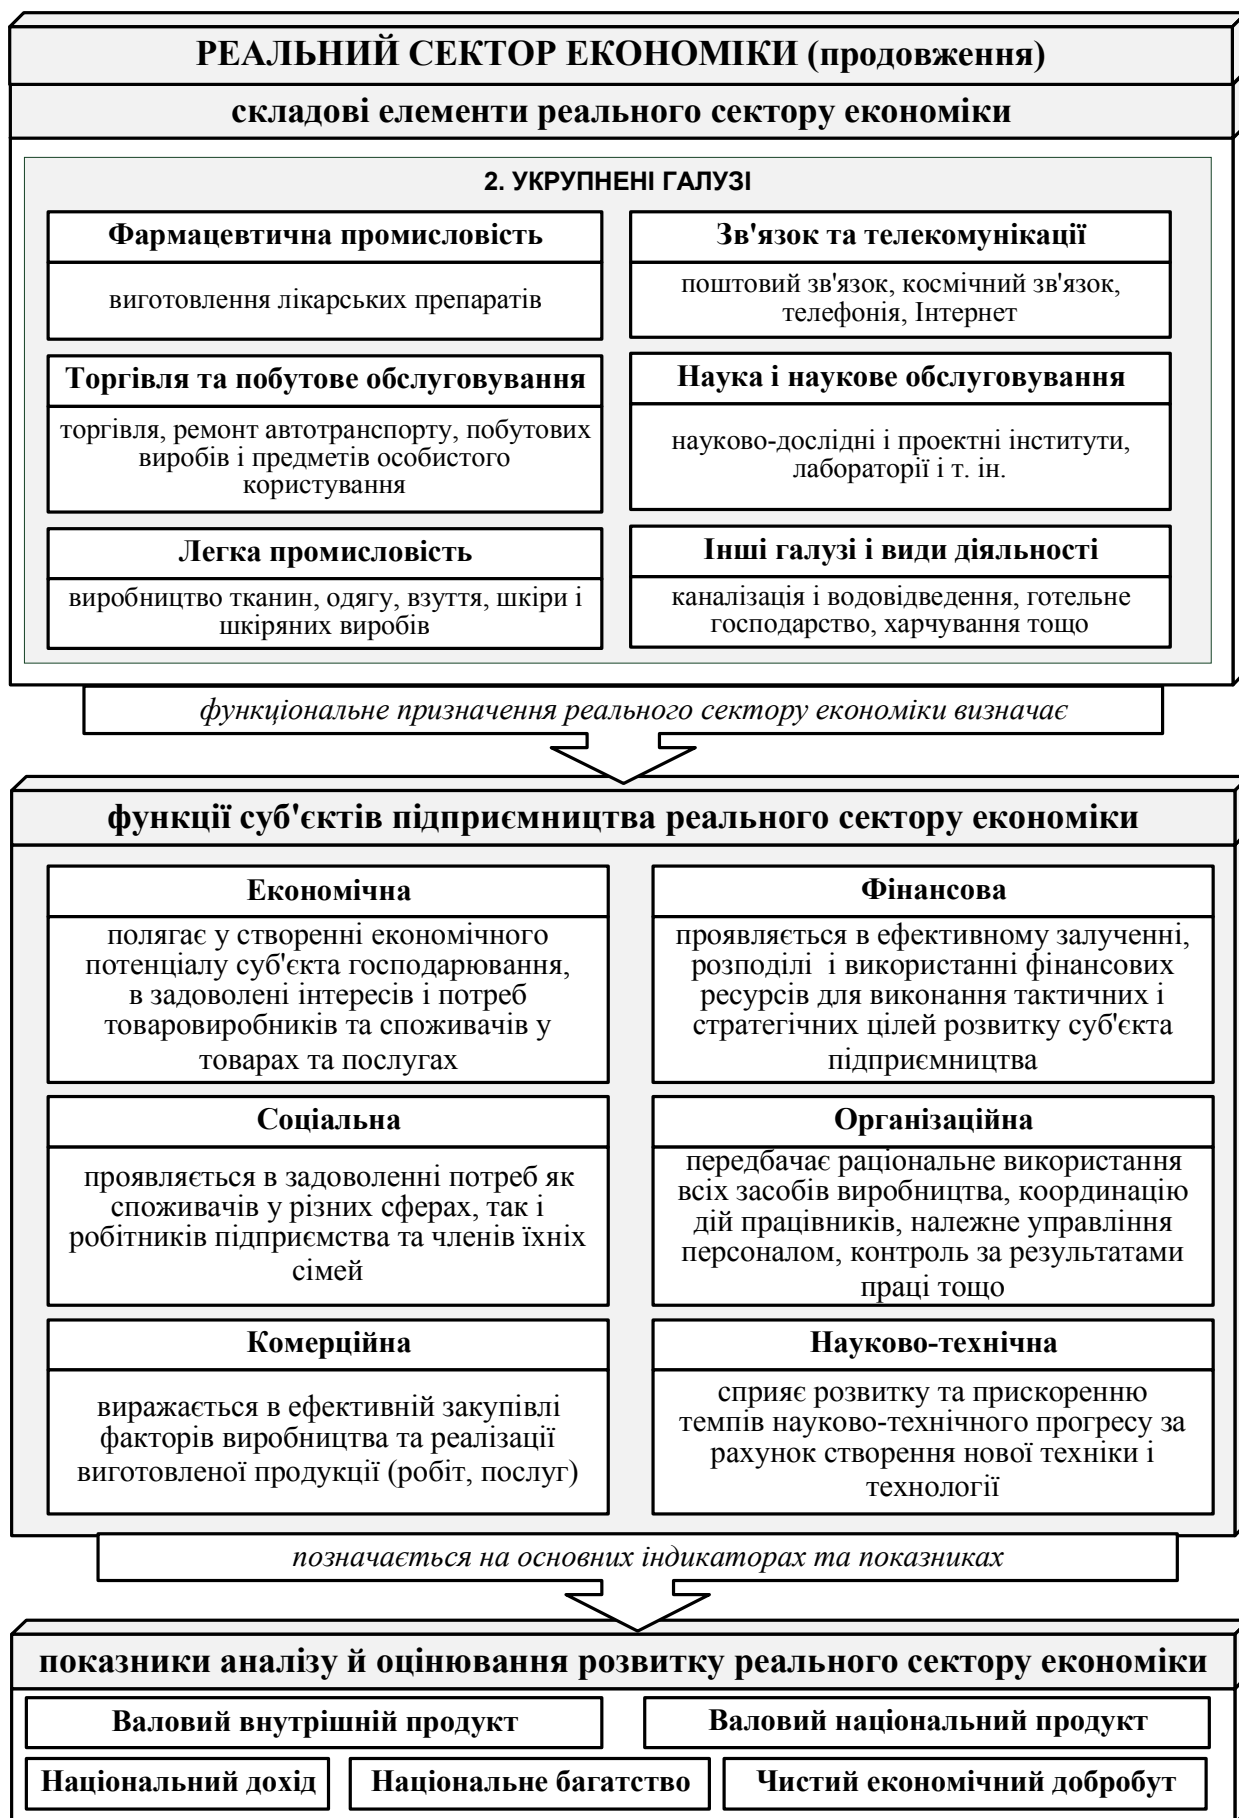 РЕАЛЬНИЙ СЕКТОР ЕКОНОМІКИ (продовження)
складові елементи реального сектору економіки
2. УКРУПНЕНІ ГАЛУЗІ
Фармацевтична промисловість
виготовлення лікарських препаратів
Зв'язок та телекомунікації
поштовий зв'язок, космічний зв'язок,
телефонія, Інтернет
Торгівля та побутове обслуговування
торгівля, ремонт автотранспорту, побутових
виробів і предметів особистого
користування
Наука і наукове обслуговування
науково-дослідні і проектні інститути,
лабораторії і т. ін.
Легка промисловість
виробництво тканин, одягу, взуття, шкіри і
шкіряних виробів
Інші галузі і види діяльності
каналізація і водовідведення, готельне
господарство, харчування тощо
функціональне призначення реального сектору економіки визначає
функції суб'єктів підприємництва реального сектору економіки
Економічна
полягає у створенні економічного
потенціалу суб'єкта господарювання,
в задоволені інтересів і потреб
товаровиробників та споживачів у
товарах та послугах
Фінансова
проявляється в ефективному залученні,
розподілі і використанні фінансових
ресурсів для виконання тактичних і
стратегічних цілей розвитку суб'єкта
підприємництва
Соціальна
проявляється в задоволенні потреб як
споживачів у різних сферах, так і
робітників підприємства та членів їхніх
сімей
Організаційна
передбачає раціональне використання
всіх засобів виробництва, координацію
дій працівників, належне управління
персоналом, контроль за результатами
праці тощо
Комерційна
виражається в ефективній закупівлі
факторів виробництва та реалізації
виготовленої продукції (робіт, послуг)
Науково-технічна
сприяє розвитку та прискоренню
темпів науково-технічного прогресу за
рахунок створення нової техніки і
технології
позначається на основних індикаторах та показниках
показники аналізу й оцінювання розвитку реального сектору економіки
Валовий внутрішній продукт
Валовий національний продукт
Національний дохід
Національне багатство
Чистий економічний добробут